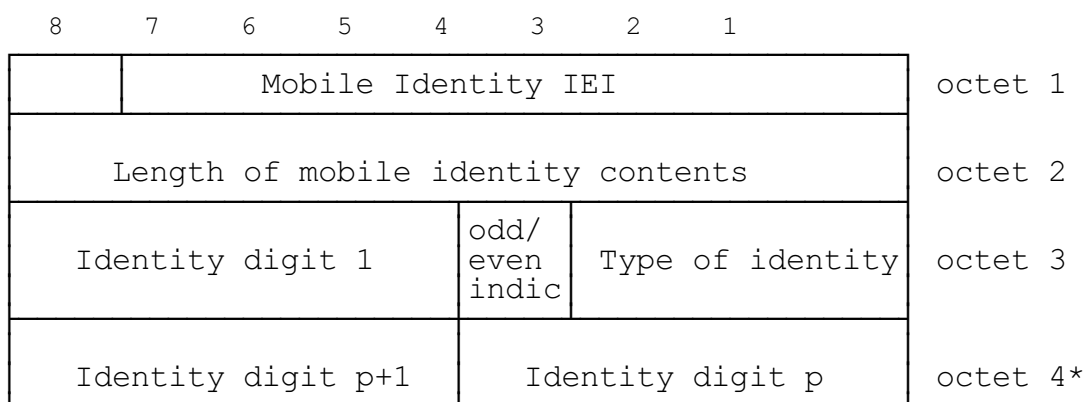 8 7 6 5 4 3 2 1
Mobile Identity IEI octet 1
Length of mobile identity contents octet 2
odd/
Identity digit 1 even Type of identity octet 3
indic
Identity digit p+1 Identity digit p octet 4*